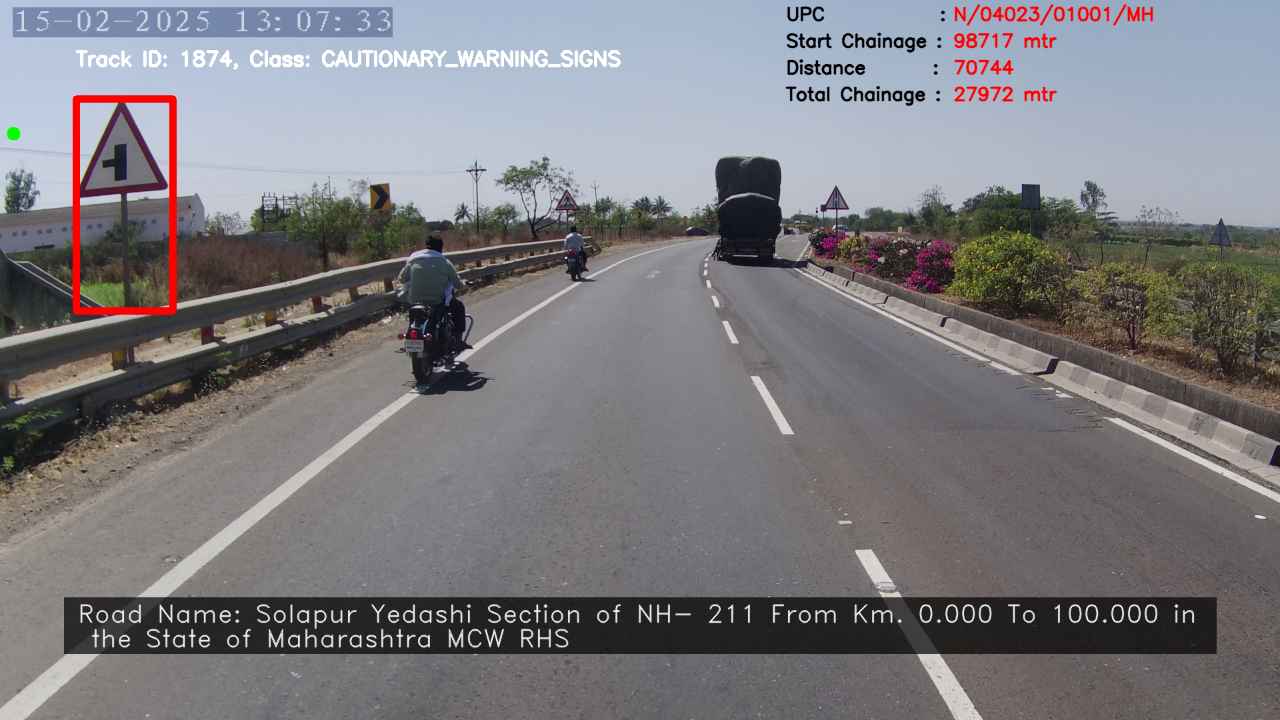 15-02-2025 13:07:33
Track ID: 1874, Class: CAUTIONARY_WARNING_SIGNS
UPC : N/04023/01001/MH
Start Chainage : 98717 mtr
Distance : 70744
Total Chainage : 27972 mtr
Road Name: Solapur Yedashi Section of NH- 211 From Km. 0.000 To 100.000 in
the State of Maharashtra MCW RHS